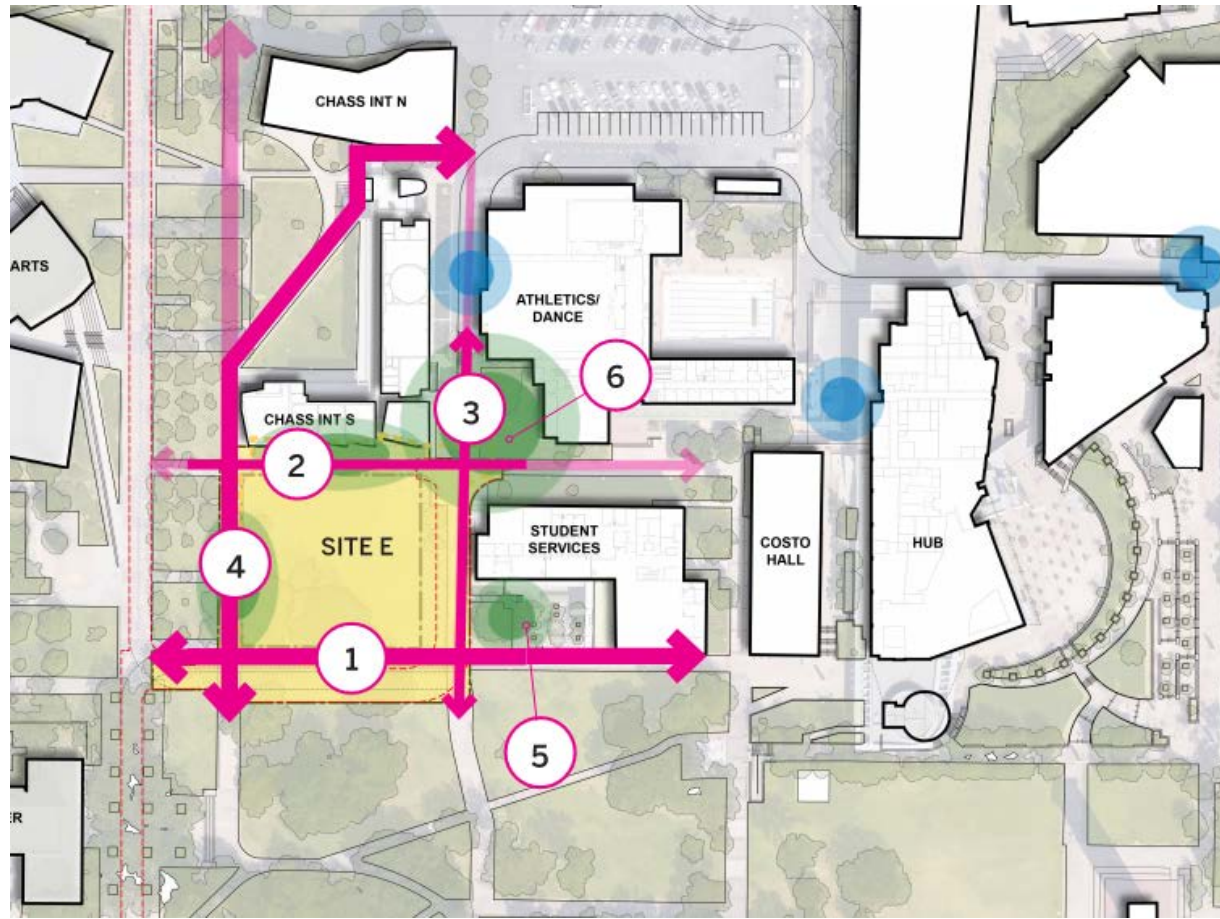 CHASS INT N
ARTS
ATHLETICS/
DANCE
6
3
CHASS INT S
2
SITE E
4
STUDENT
SERVICES
COSTO
HALL
HUB
1
5
ER